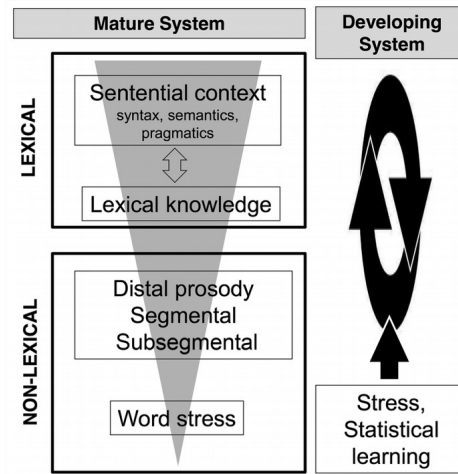 Mature System
Developing
System
LEXICAL
Sentential context
syntax, semantics,
pragmatics
Lexical knowledge
NON-LEXICAL
Distal prosody
Segmental
Subsegmental
Word stress
Stress,
Statistical
learning